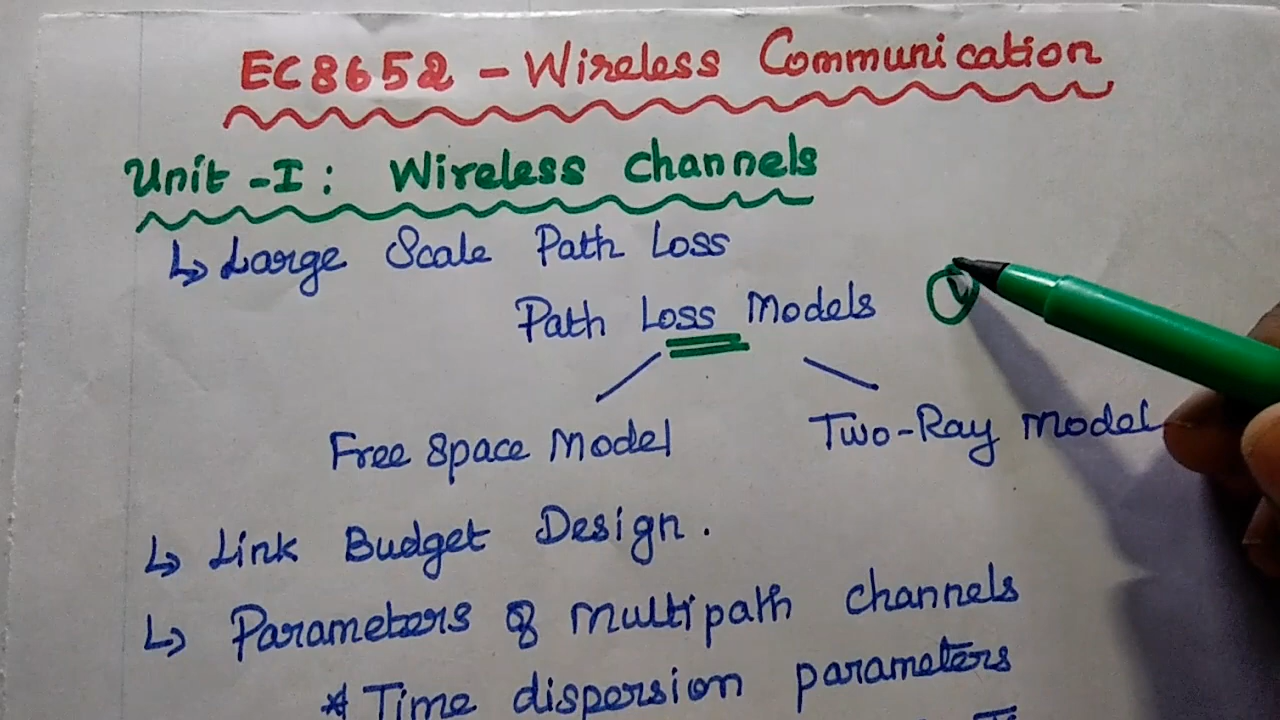 EC8652 - Wireless Communication
Unit - I : Wireless channels
↳ Large Scale Path Loss
Path Loss Models
Free Space Model
Two-Ray Model
↳ Link Budget Design.
↳ Parameters of multipath channels
* Time dispersion parameters